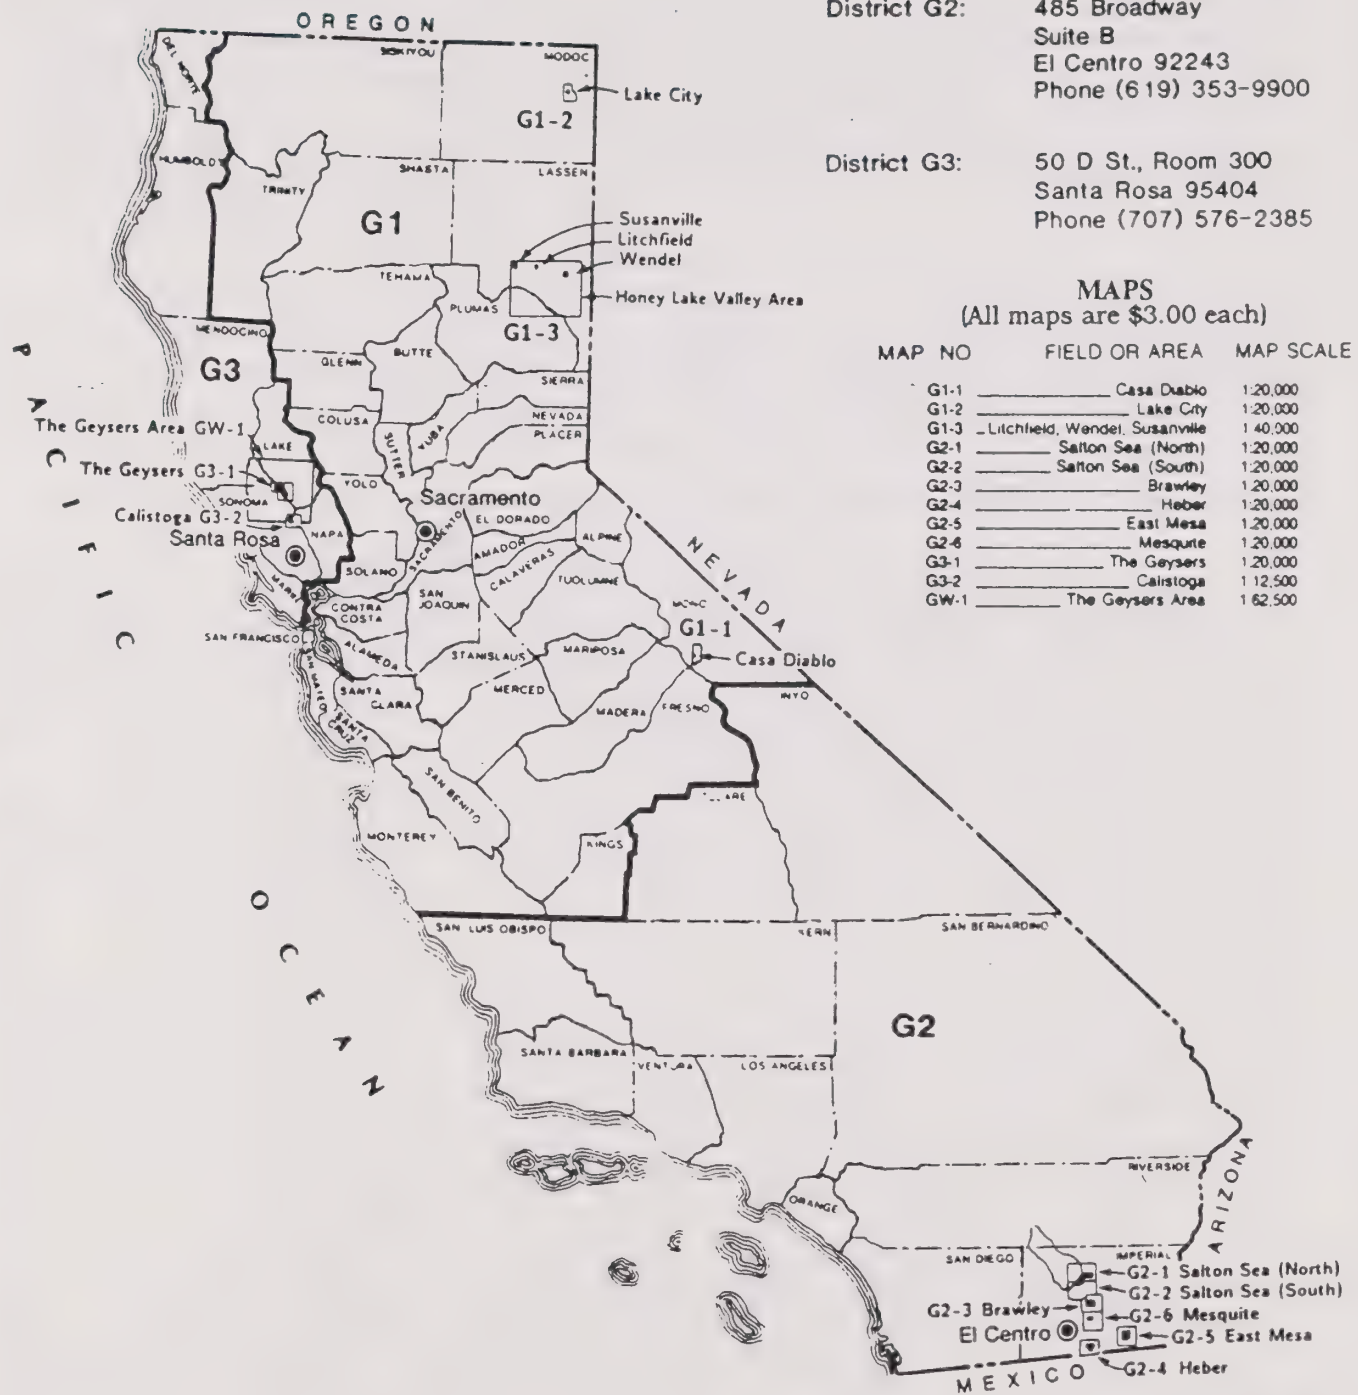 District G2: 485 Broadway
Suite B
El Centro 92243
Phone (619) 353-9900
District G3: 50 D St., Room 300
Santa Rosa 95404
Phone (707) 576-2385
MAPS
(All maps are $3.00 each)
MAP NO FIELD OR AREA MAP SCALE
G1-1 Casa Diablo 1:20,000
G1-2 Lake City 1:20,000
G1-3 Litchfield, Wendel, Susanville 1 40,000
G2-1 Salton Sea (North) 1:20,000
G2-2 Salton Sea (South) 1:20,000
G2-3 Brawley 1:20,000
G2-4 Heber 1:20,000
G2-5 East Mesa 1:20,000
G2-6 Mesquite 1:20,000
G3-1 The Geysers 1:20,000
G3-2 Calistoga 1 12,500
GW-1 The Geysers Area 1 62,500
OREGON
DEL NORTE
SISKIYOU
MODOC
Lake City
G1-2
HUMBOLDT
TRINITY
SHASTA
LASSEN
G1
Susanville
Litchfield
Wendel
TEHAMA
PLUMAS
Honey Lake Valley Area
G1-3
MENDOCINO
G3
GLENN
BUTTE
SIERRA
COLUSA
SUTTER
YUBA
NEVADA
PLACER
The Geysers Area GW-1
LAKE
The Geysers G3-1
SONOMA
YOLO
Sacramento
Calistoga G3-2
Santa Rosa
NAPA
SACRAMENTO
EL DORADO
AMADOR
ALPINE
NEVADA
SOLANO
CALAVERAS
TUOLUMNE
MARIN
CONTRA
COSTA
SAN
JOAQUIN
MONO
G1-1
SAN FRANCISCO
ALAMEDA
STANISLAUS
MARIPOSA
Casa Diablo
SAN MATEO
SANTA
CLARA
MERCED
MADERA
FRESNO
INYO
SANTA
CRUZ
SAN BENITO
MONTEREY
KINGS
PACIFIC
OCEAN
SAN LUIS OBISPO
KERN
SAN BERNARDINO
G2
SANTA BARBARA
VENTURA
LOS ANGELES
RIVERSIDE
ORANGE
ARIZONA
SAN DIEGO
IMPERIAL
G2-1 Salton Sea (North)
G2-2 Salton Sea (South)
G2-3 Brawley
G2-6 Mesquite
El Centro
G2-5 East Mesa
G2-4 Heber
MEXICO